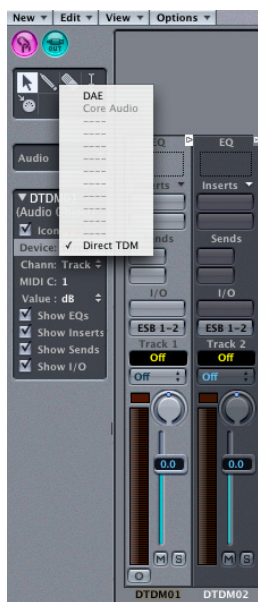 New Edit View Options
OUT
DAE
Core Audio
----
----
----
----
----
----
----
✓ Direct TDM
Audio
EQ EQ
Inserts
Sends Sends
I/O I/O
ESB 1-2 ESB 1-2
Track 1 Track 2
Off Off
Off Off
0.0 0.0
M S M S
O
DTDM01 DTDM02
(Audio
Icon
Device:
Chann: Track
MIDI C: 1
Value : dB
Show EQs
Show Inserts
Show Sends
Show I/O